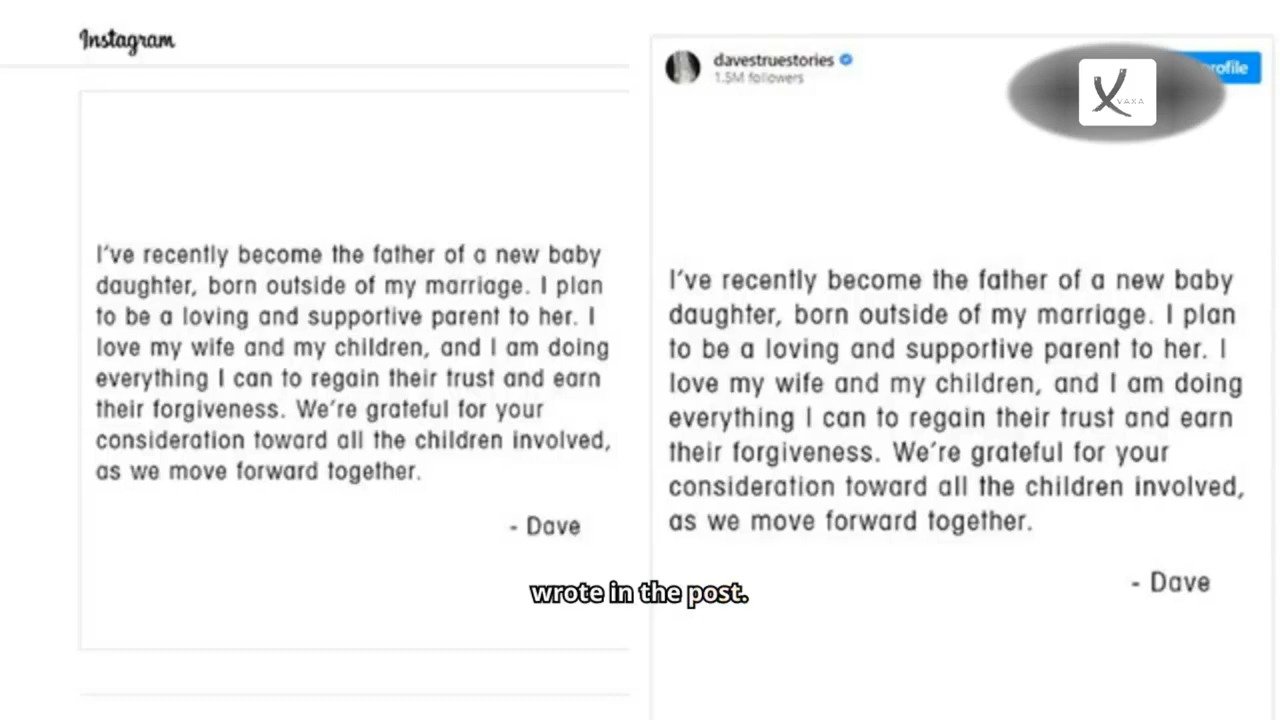 Instagram
I've recently become the father of a new baby
daughter, born outside of my marriage. I plan
to be a loving and supportive parent to her. I
love my wife and my children, and I am doing
everything I can to regain their trust and earn
their forgiveness. We're grateful for your
consideration toward all the children involved,
as we move forward together.
- Dave
davestruestories
1.5M followers
rofile
VAXA
I've recently become the father of a new baby
daughter, born outside of my marriage. I plan
to be a loving and supportive parent to her. I
love my wife and my children, and I am doing
everything I can to regain their trust and earn
their forgiveness. We're grateful for your
consideration toward all the children involved,
as we move forward together.
- Dave
wrote in the post.